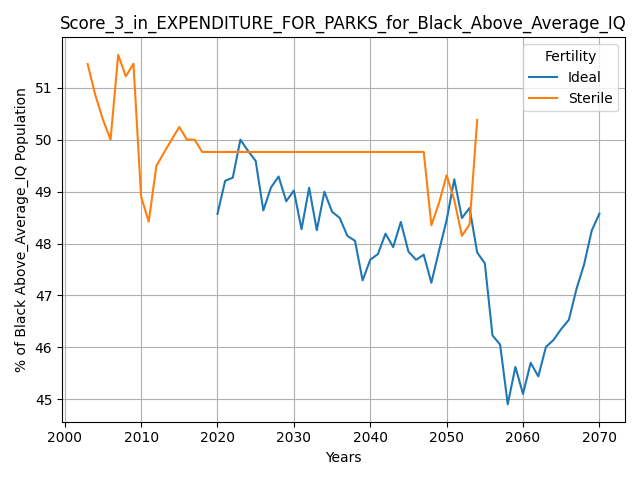 Score_3_in_EXPENDITURE_FOR_PARKS_for_Black_Above_Average_IQ
% of Black Above_Average_IQ Population
51
50
49
48
47
46
45
Fertility
Ideal
Sterile
2000 2010 2020 2030 2040 2050 2060 2070
Years